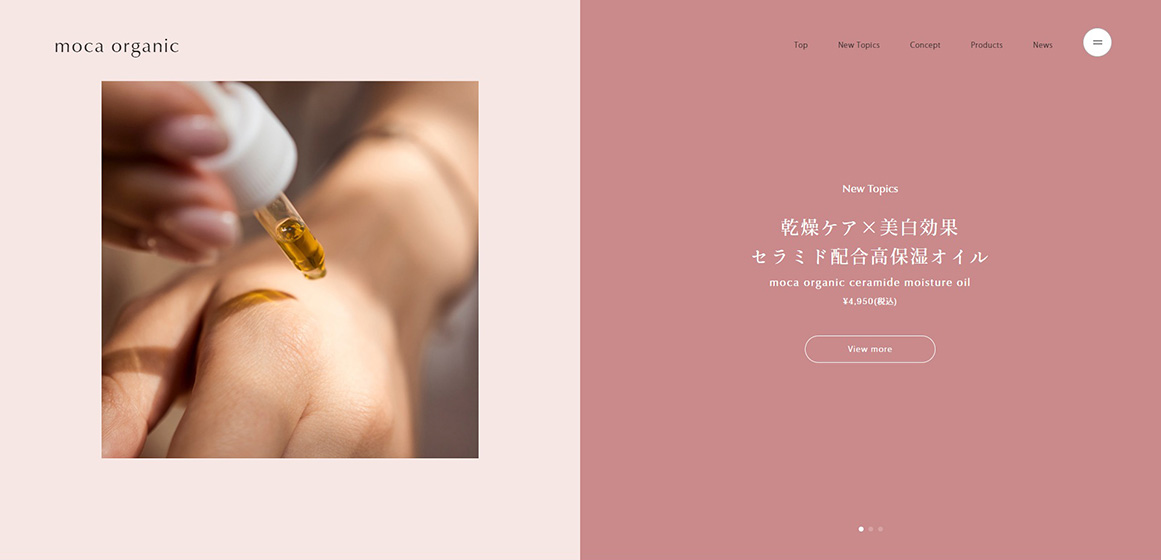 moca organic
Top New Topics Concept Products News
New Topics
乾燥ケア×美白効果
セラミド配合高保湿オイル
moca organic ceramide moisture oil
¥4,950(税込)
View more